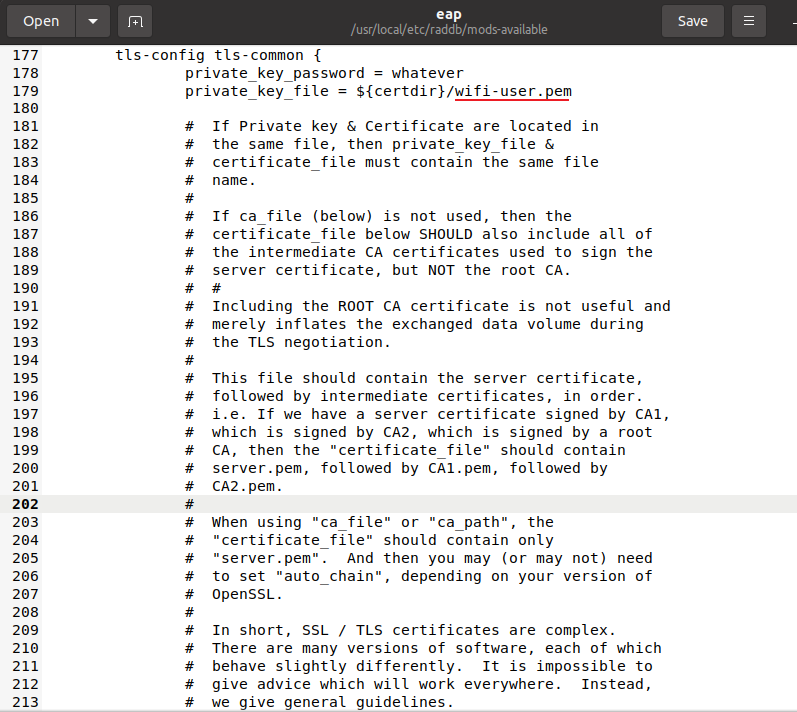 Open
eap
/usr/local/etc/raddb/mods-available
Save
177 tls-config tls-common {
178 private_key_password = whatever
179 private_key_file = ${certdir}/wifi-user.pem
180
181 # If Private key & Certificate are located in
182 # the same file, then private_key_file &
183 # certificate_file must contain the same file
184 # name.
185 #
186 # If ca_file (below) is not used, then the
187 # certificate_file below SHOULD also include all of
188 # the intermediate CA certificates used to sign the
189 # server certificate, but NOT the root CA.
190 # #
191 # Including the ROOT CA certificate is not useful and
192 # merely inflates the exchanged data volume during
193 # the TLS negotiation.
194 #
195 # This file should contain the server certificate,
196 # followed by intermediate certificates, in order.
197 # i.e. If we have a server certificate signed by CA1,
198 # which is signed by CA2, which is signed by a root
199 # CA, then the "certificate_file" should contain
200 # server.pem, followed by CA1.pem, followed by
201 # CA2.pem.
202 #
203 # When using "ca_file" or "ca_path", the
204 # "certificate_file" should contain only
205 # "server.pem". And then you may (or may not) need
206 # to set "auto_chain", depending on your version of
207 # OpenSSL.
208 #
209 # In short, SSL / TLS certificates are complex.
210 # There are many versions of software, each of which
211 # behave slightly differently. It is impossible to
212 # give advice which will work everywhere. Instead,
213 # we give general guidelines.